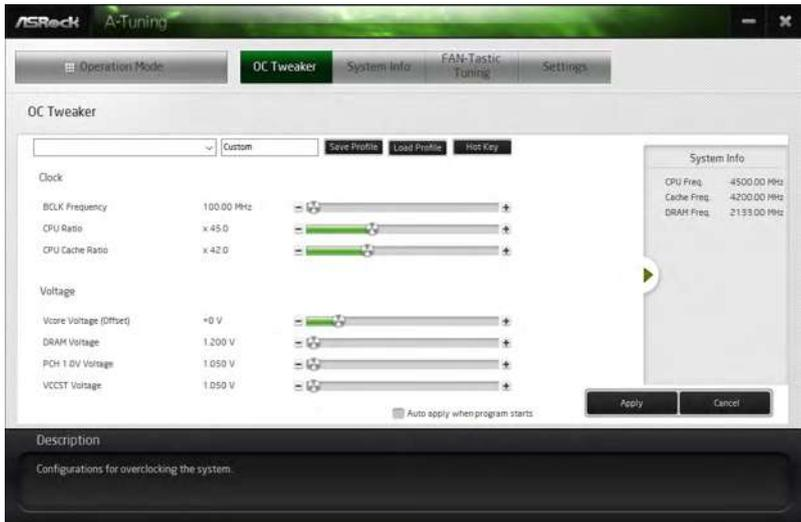 ASRock A-Tuning
Operation Mode
OC Tweaker
System Info
FAN-Tastic
Tuning
Settings
OC Tweaker
Custom
Save Profile
Load Profile
Hot Key
Clock
BCLK Frequency 100.00 MHz
CPU Ratio x 45.0
CPU Cache Ratio x 42.0
Voltage
Vcore Voltage (Offset) +0 V
DRAM Voltage 1.200 V
PCH 1.0V Voltage 1.050 V
VCCST Voltage 1.050 V
Auto apply when program starts
System Info
CPU Freq. 4500.00 MHz
Cache Freq. 4200.00 MHz
DRAM Freq. 2133.00 MHz
Apply
Cancel
Description
Configurations for overclocking the system.